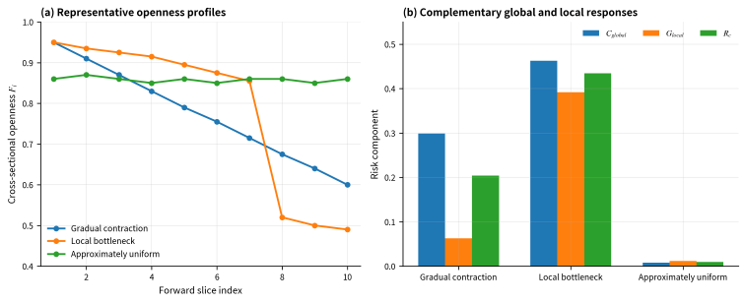 (a) Representative openness profiles
Cross-sectional openness Fᵢ
1.0
0.9
0.8
0.7
0.6
0.5
0.4
Gradual contraction
Local bottleneck
Approximately uniform
2
4
6
8
10
Forward slice index
(b) Complementary global and local responses
C_global
G_local
R_c
Risk component
0.5
0.4
0.3
0.2
0.1
0.0
Gradual contraction
Local bottleneck
Approximately uniform